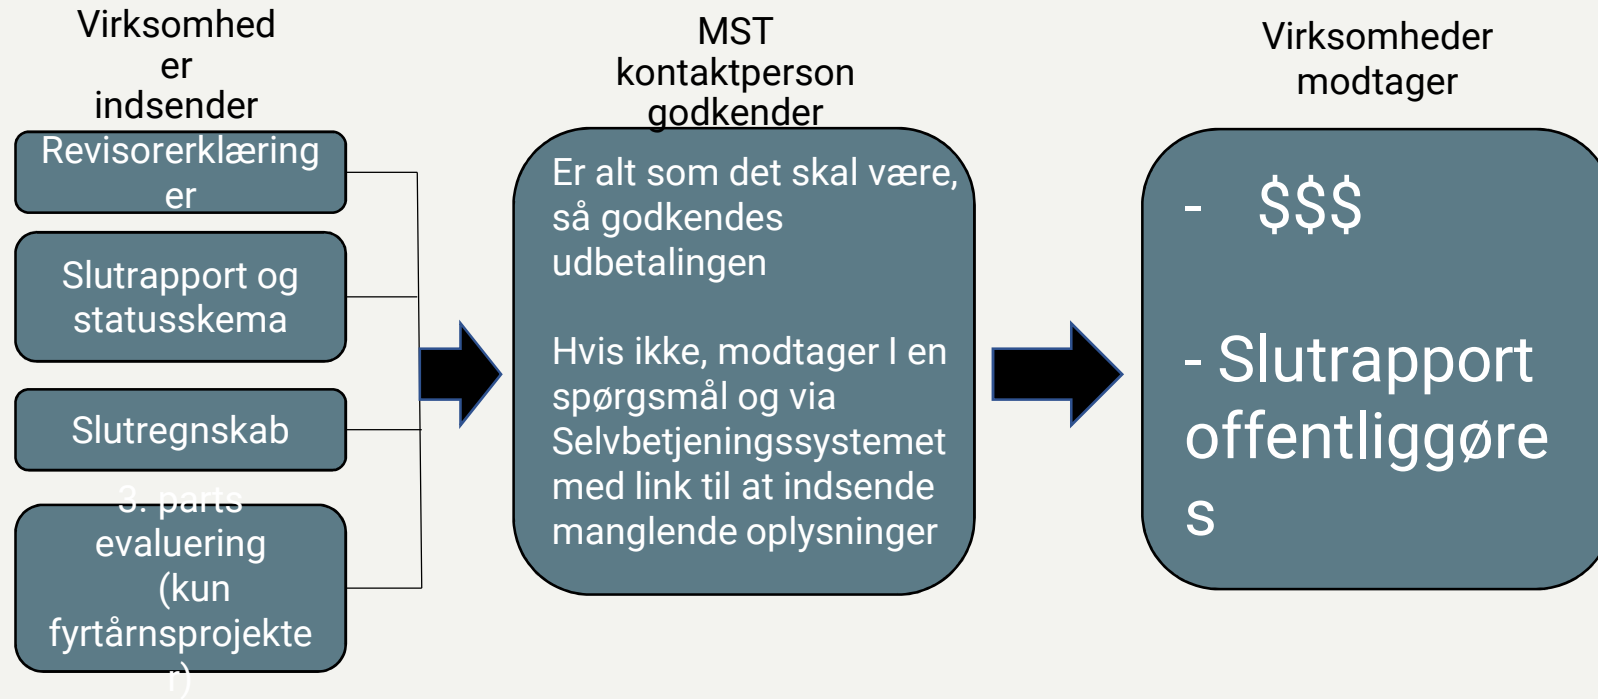 Virksomhed
er
indsender
Revisorerklæring
er
Slutrapport og
statusskema
Slutregnskab
3. parts
evaluering
(kun
fyrtårnsprojekte
r)
MST
kontaktperson
godkender
Er alt som det skal være,
så godkendes
udbetalingen
Hvis ikke, modtager I en
spørgsmål og via
Selvbetjeningssystemet
med link til at indsende
manglende oplysninger
Virksomheder
modtager
- $$$
- Slutrapport
offentliggøre
s